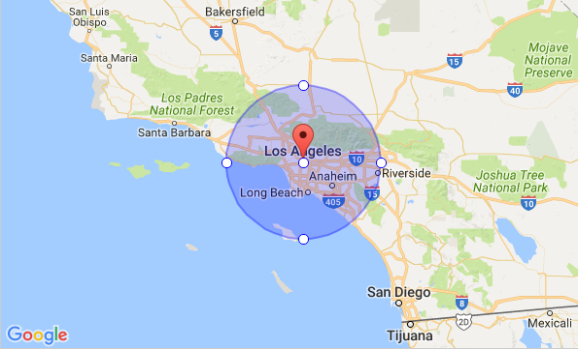 San Luis
Obispo
Bakersfield
5
15
Mojave
National
Preserve
40
Santa Maria
Los Padres
National Forest
Santa Barbara
Los Angeles
10
Riverside
Anaheim
Long Beach
405
15
Joshua Tree
National Park
10
San Diego
8
2D
Mexicali
Tijuana
Google